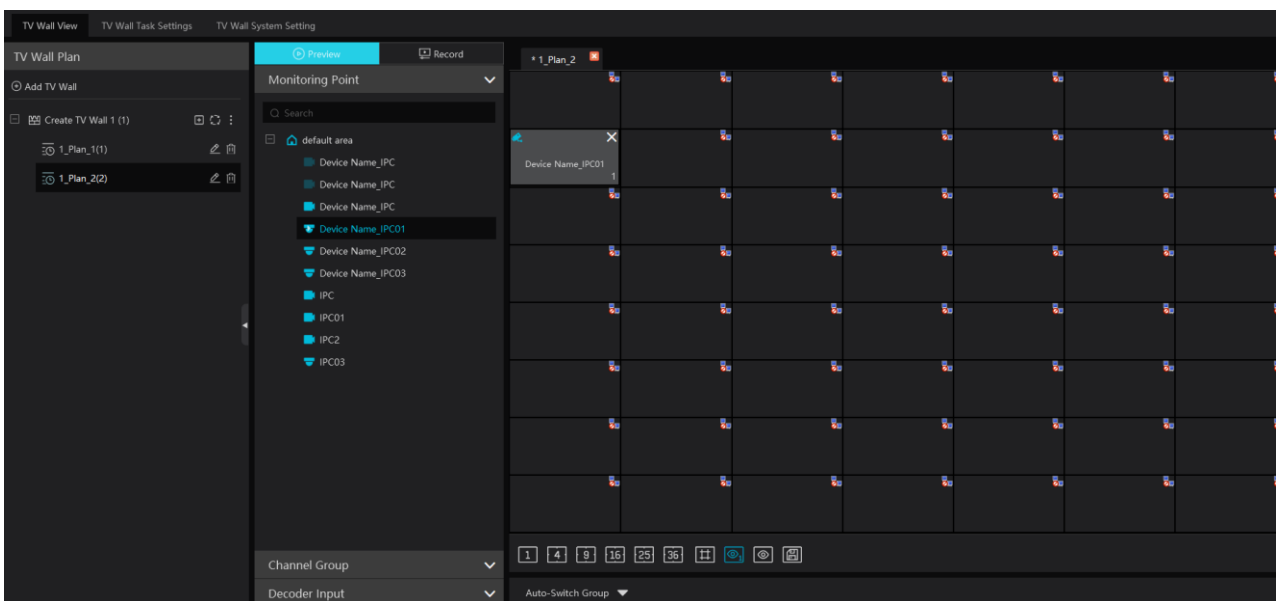 TV Wall View TV Wall Task Settings TV Wall System Setting
TV Wall Plan
Add TV Wall
Create TV Wall 1 (1)
1_Plan_1(1)
1_Plan_2(2)
Preview Record
Monitoring Point
Search
default area
Device Name_IPC
Device Name_IPC
Device Name_IPC
Device Name_IPC01
Device Name_IPC02
Device Name_IPC03
IPC
IPC01
IPC2
IPC03
Channel Group
Decoder Input
* 1_Plan_2
Device Name_IPC01
1
1 4 9 16 25 36
Auto-Switch Group